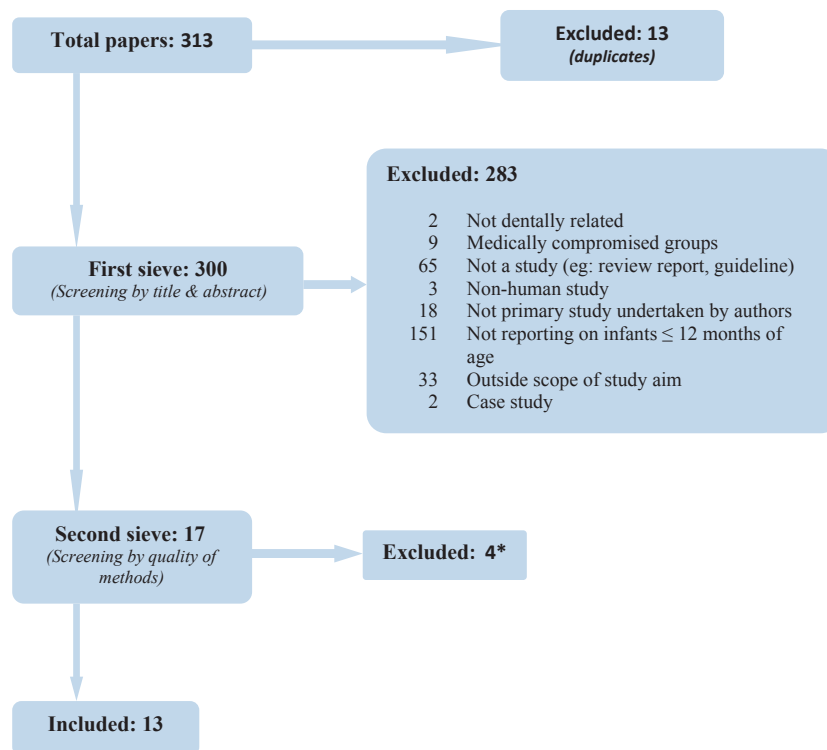 Total papers: 313
Excluded: 13
(duplicates)
Excluded: 283
2 Not dentally related
9 Medically compromised groups
65 Not a study (eg: review report, guideline)
3 Non-human study
18 Not primary study undertaken by authors
151 Not reporting on infants ≤ 12 months of
age
33 Outside scope of study aim
2 Case study
First sieve: 300
(Screening by title & abstract)
Second sieve: 17
(Screening by quality of
methods)
Excluded: 4*
Included: 13